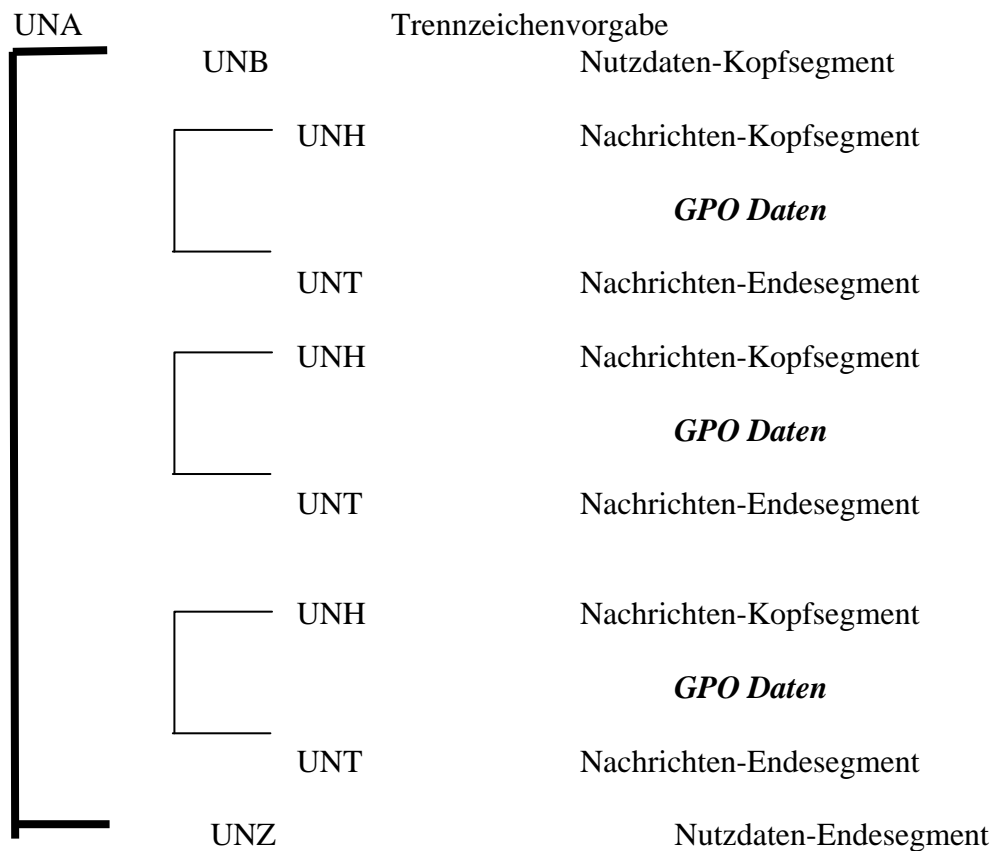 UNA Trennzeichenvorgabe
UNB Nutzdaten-Kopfsegment
UNH Nachrichten-Kopfsegment
GPO Daten
UNT Nachrichten-Endesegment
UNH Nachrichten-Kopfsegment
GPO Daten
UNT Nachrichten-Endesegment
UNH Nachrichten-Kopfsegment
GPO Daten
UNT Nachrichten-Endesegment
UNZ Nutzdaten-Endesegment